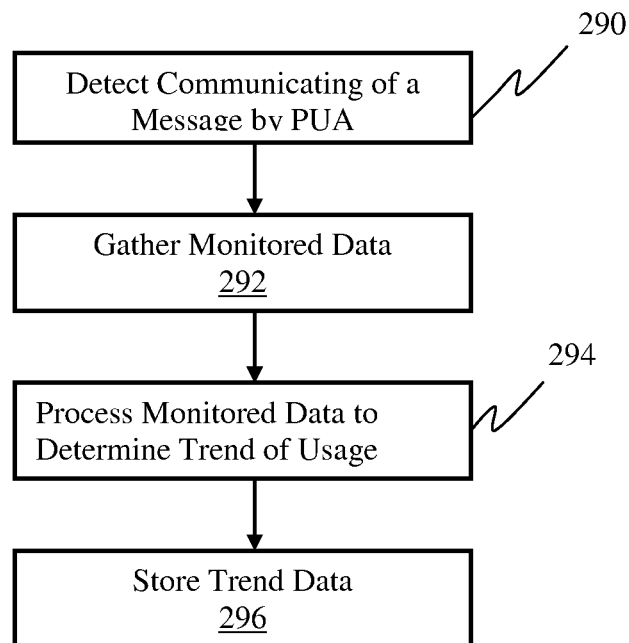 290
Detect Communicating of a
Message by PUA
Gather Monitored Data
292
294
Process Monitored Data to
Determine Trend of Usage
Store Trend Data
296